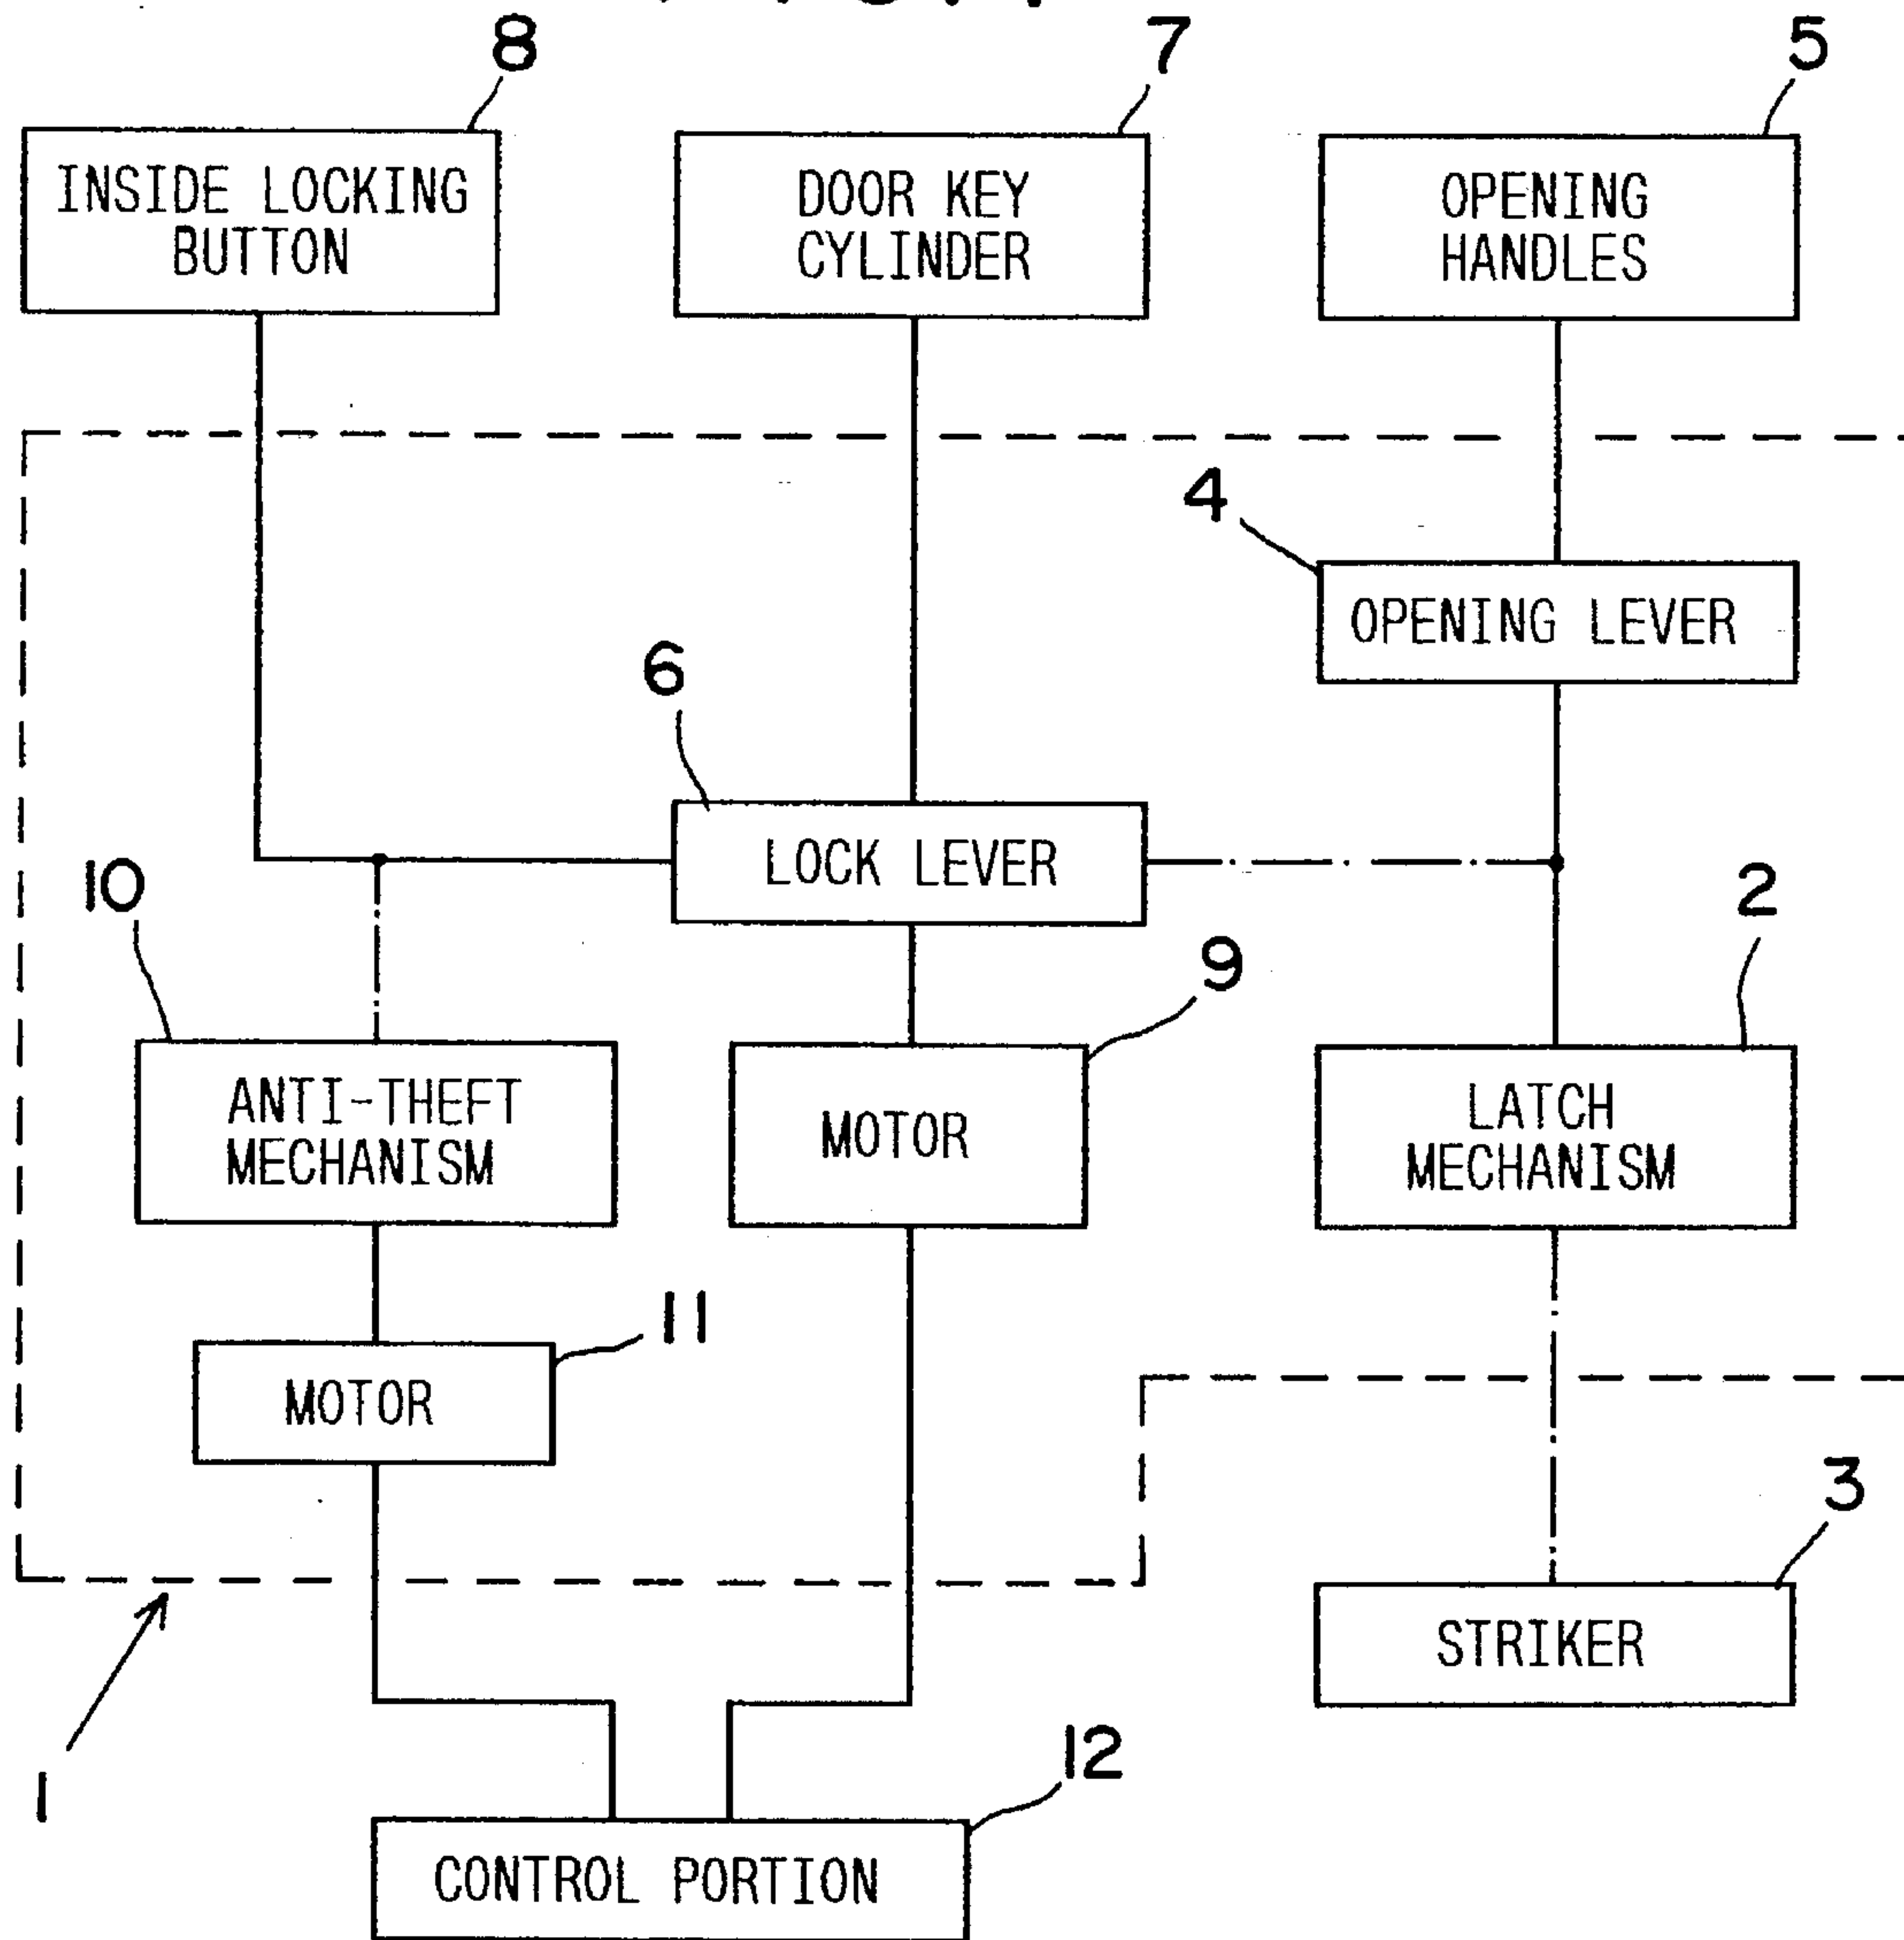 8
7
5
INSIDE LOCKING
BUTTON
DOOR KEY
CYLINDER
OPENING
HANDLES
4
OPENING LEVER
6
LOCK LEVER
10
2
9
ANTI-THEFT
MECHANISM
MOTOR
LATCH
MECHANISM
11
MOTOR
3
STRIKER
1
12
CONTROL PORTION